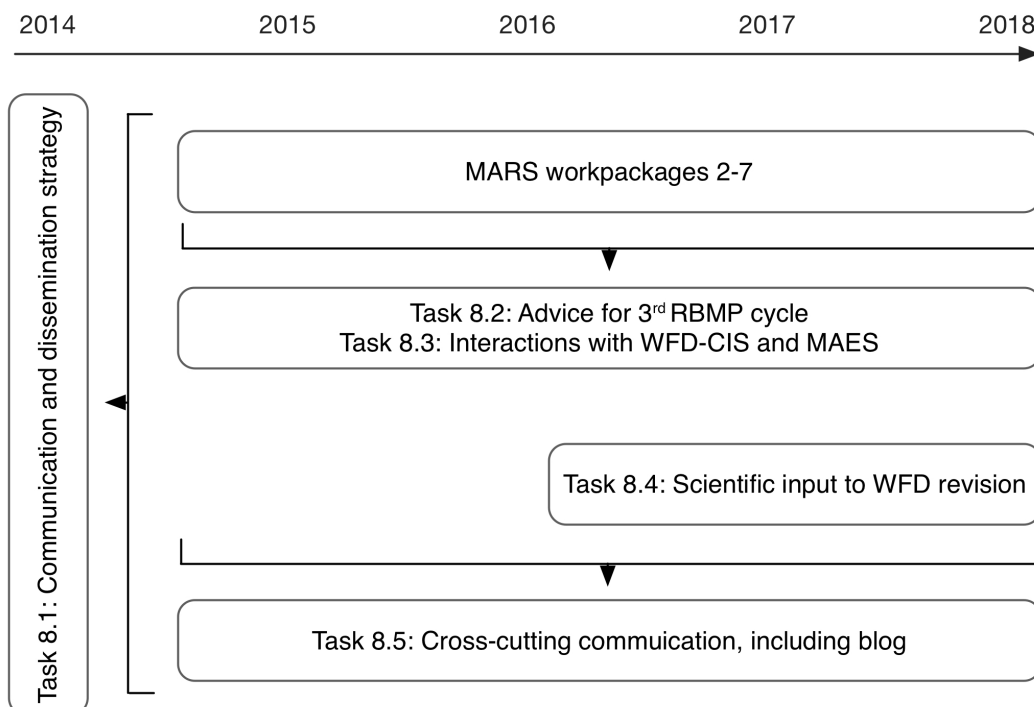 2014 2015 2016 2017 2018
Task 8.1: Communication and dissemination strategy
MARS workpackages 2-7
Task 8.2: Advice for 3rd RBMP cycle
Task 8.3: Interactions with WFD-CIS and MAES
Task 8.4: Scientific input to WFD revision
Task 8.5: Cross-cutting commuication, including blog